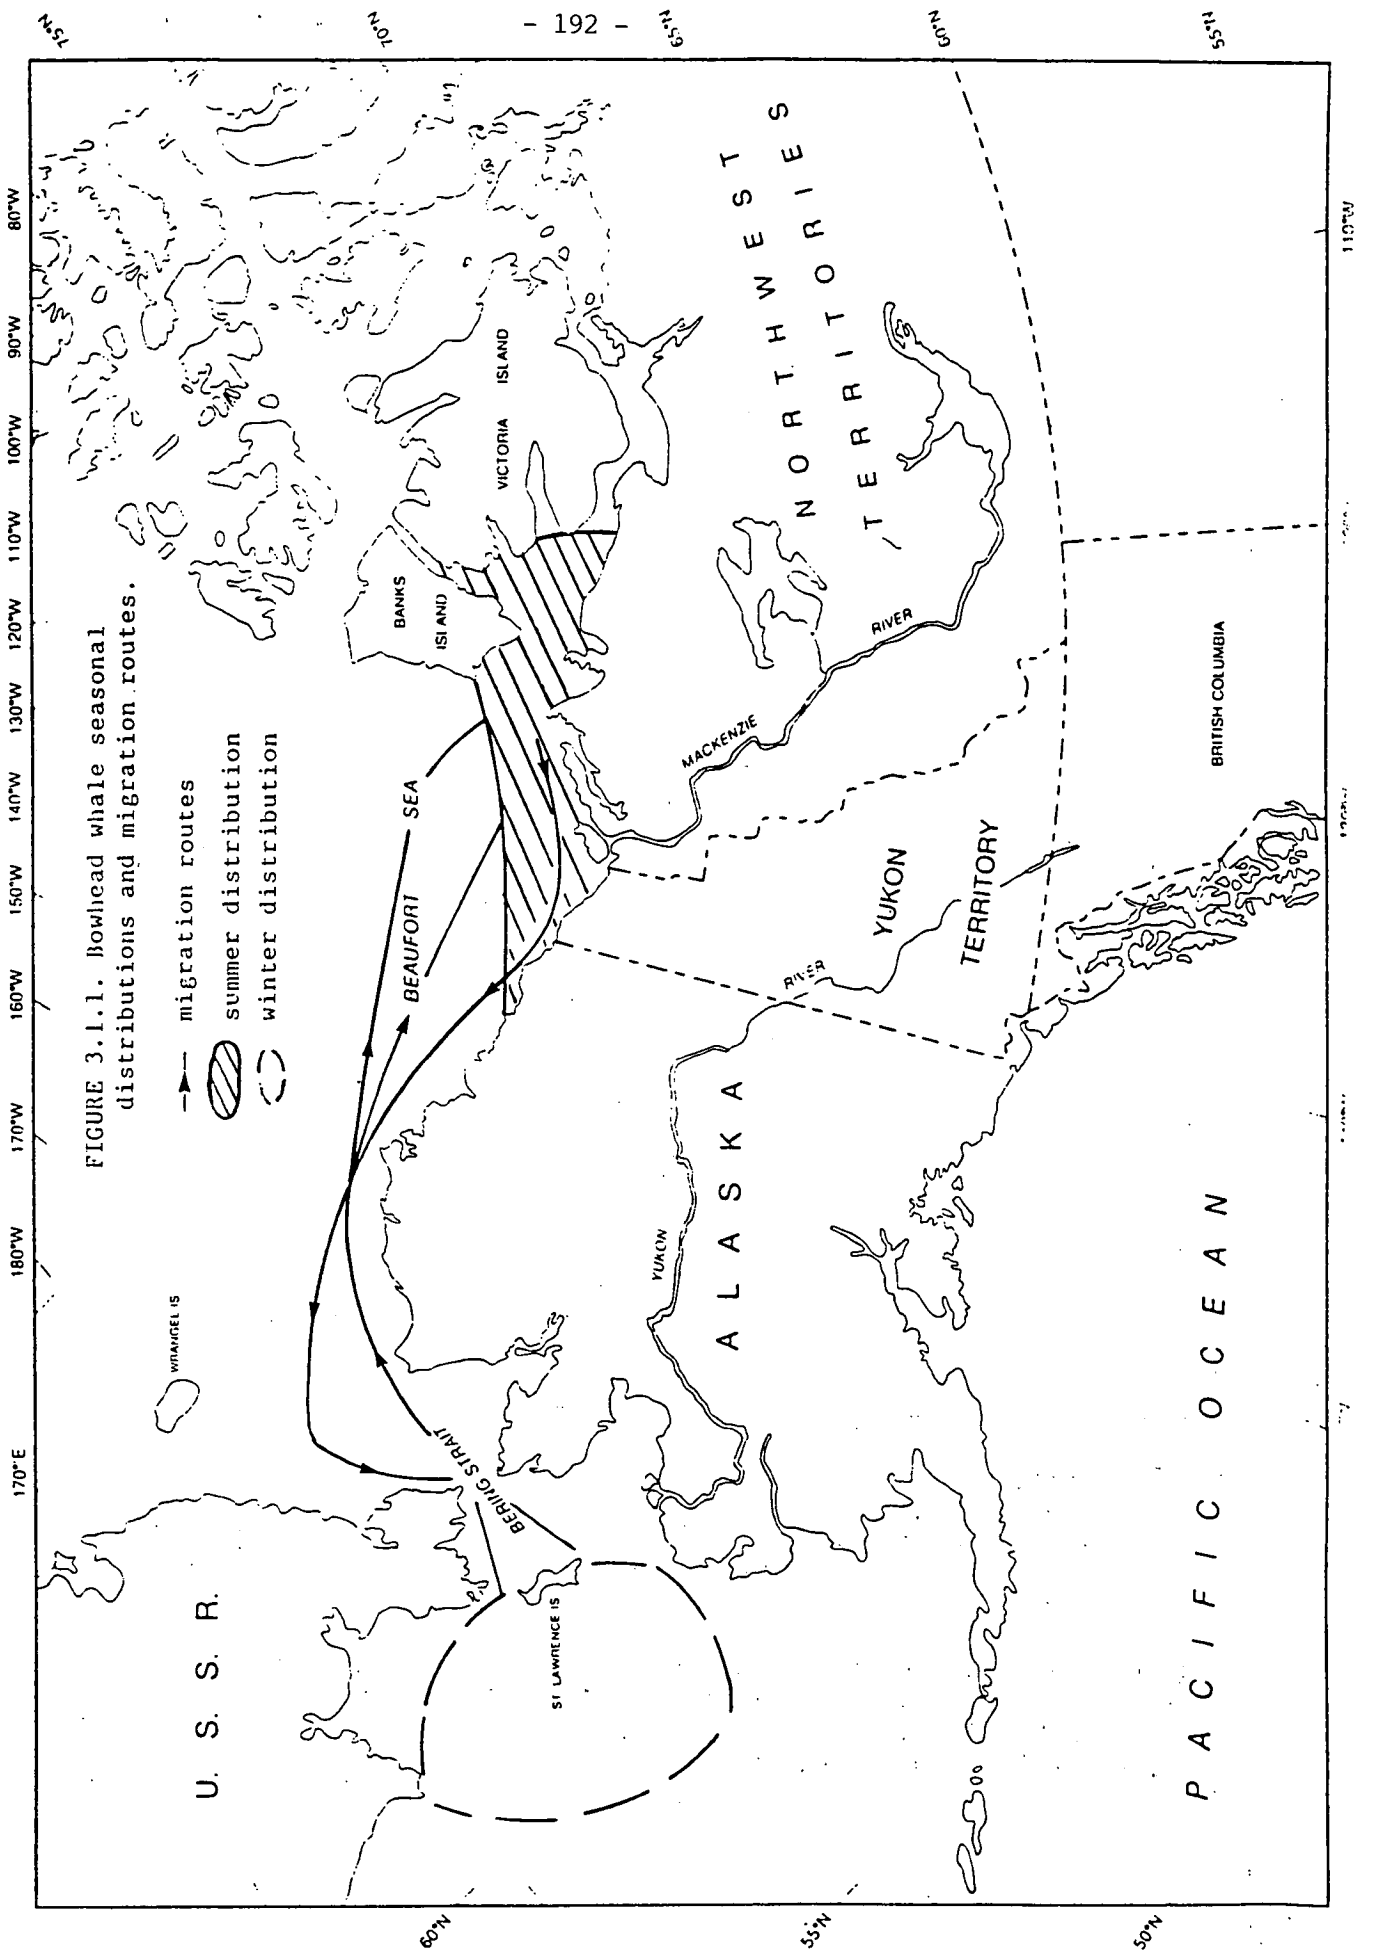 - 192 -
FIGURE 3.1.1. Bowhead whale seasonal
distributions and migration routes.
migration routes
summer distribution
winter distribution
75°N
70°N
65°N
60°N
55°N
170°E
180°W
170°W
160°W
150°W
140°W
130°W
120°W
110°W
100°W
90°W
80°W
60°N
55°N
50°N
110°W
U. S. S. R.
WRANGEL IS
BERING STRAIT
ST LAWRENCE IS
BEAUFORT SEA
BANKS
ISLAND
VICTORIA ISLAND
NORTHWEST
TERRITORIES
MACKENZIE RIVER
YUKON RIVER
ALASKA
YUKON
TERRITORY
BRITISH COLUMBIA
PACIFIC OCEAN